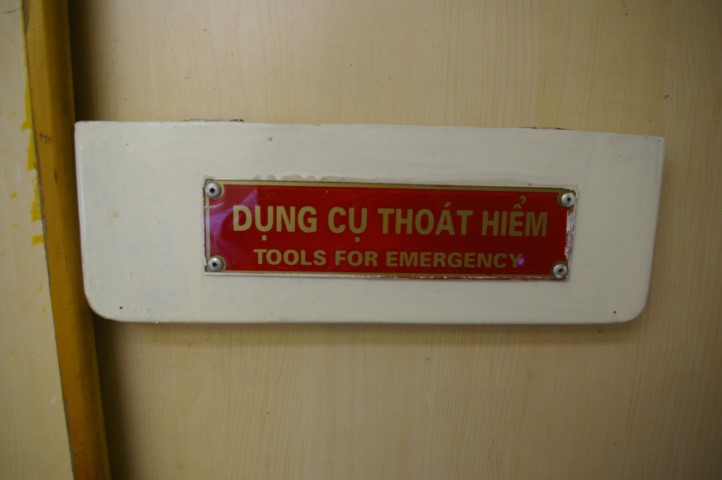 DỤNG CỤ THOÁT HIỂM
TOOLS FOR EMERGENCY